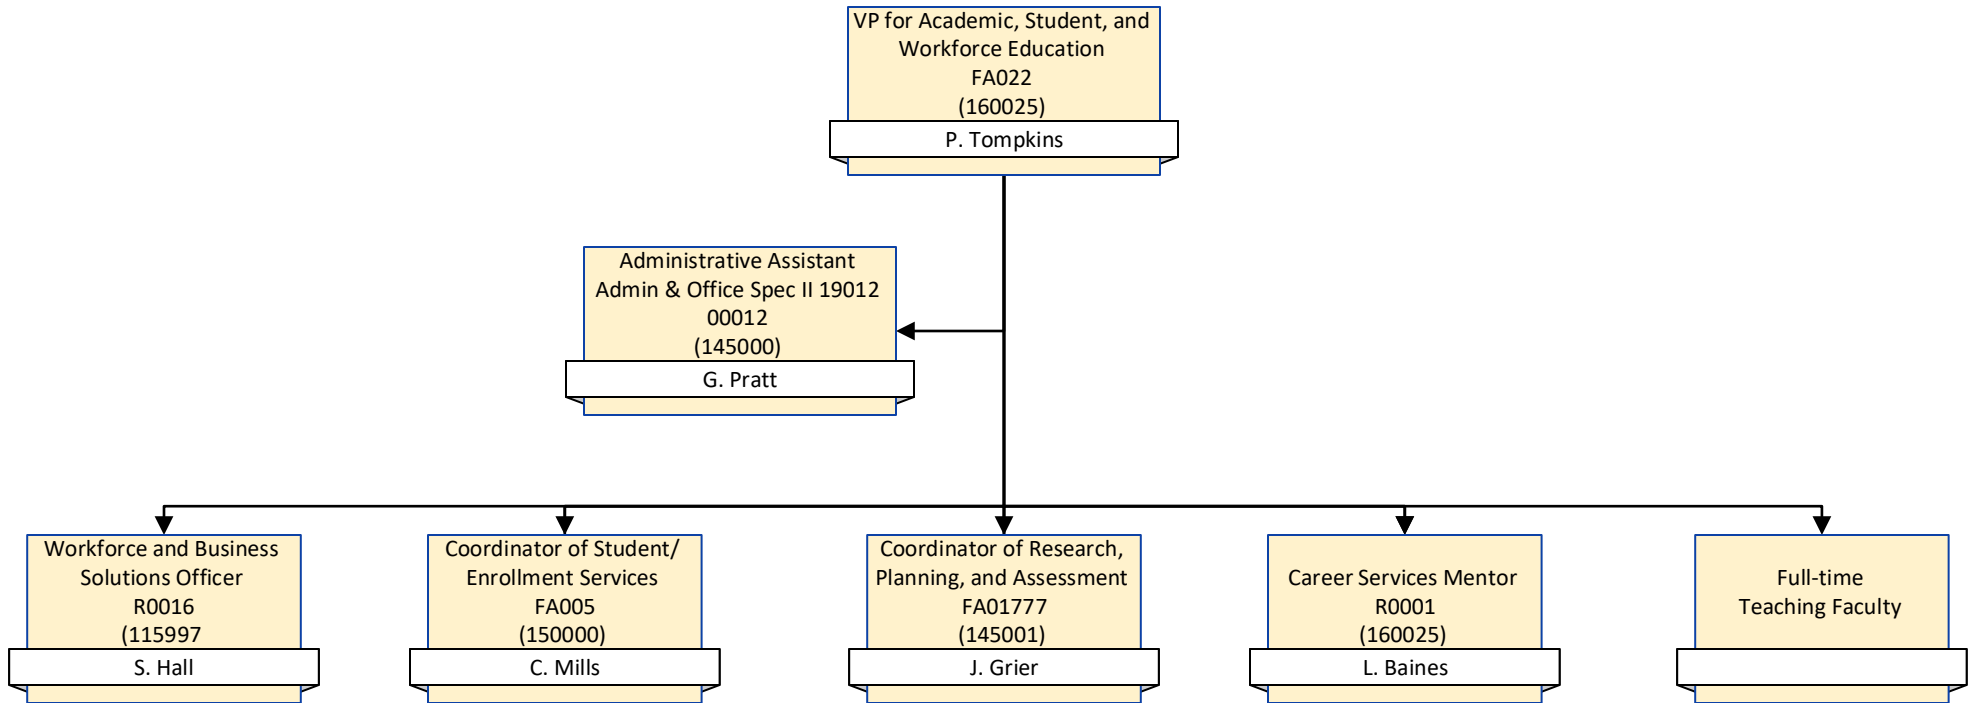 VP for Academic, Student, and
Workforce Education
FA022
(160025)
P. Tompkins
Administrative Assistant
Admin & Office Spec II 19012
00012
(145000)
G. Pratt
Workforce and Business
Solutions Officer
R0016
(115997
S. Hall
Coordinator of Student/
Enrollment Services
FA005
(150000)
C. Mills
Coordinator of Research,
Planning, and Assessment
FA01777
(145001)
J. Grier
Career Services Mentor
R0001
(160025)
L. Baines
Full-time
Teaching Faculty